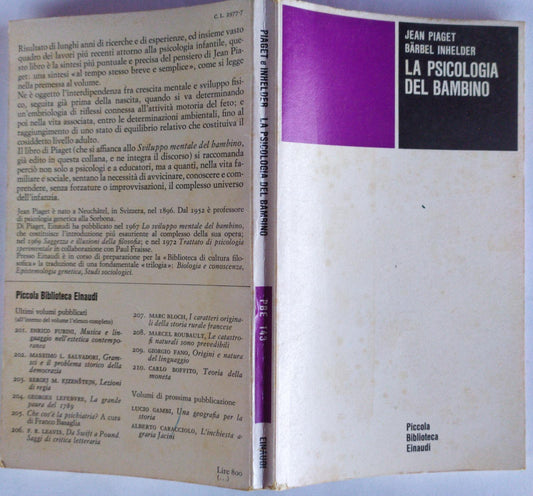 C. L. 2577-7
Risultato di lunghi anni di ricerche e di esperienze, ed insieme vasto
quadro dei lavori più recenti attorno alla psicologia infantile, que-
sto libro è la sintesi più puntuale e precisa del pensiero di Jean Pia-
get: una sintesi «al tempo stesso breve e semplice», come si legge
nella premessa al volume.
Ne è oggetto l'interdipendenza fra crescita mentale e sviluppo fisi-
co, seguita già prima della nascita, quando si va determinando
un'embriologia di riflessi connessa all'attività motoria del feto; e
poi nella vita associata, entro le determinazioni ambientali, fino al
raggiungimento di uno stato di equilibrio relativo che costituiva il
cosiddetto livello adulto.
Il libro di Piaget (che si affianca allo Sviluppo mentale del bambino,
già edito in questa collana, e ne integra il discorso) si raccomanda
perciò non solo a psicologi e a educatori, ma a quanti, nella vita fa-
miliare e sociale, sentano la necessità di avvicinare, conoscere e com-
prendere, senza forzature o improvvisazioni, il complesso universo
dell'infanzia.
Jean Piaget è nato a Neuchâtel, in Svizzera, nel 1896. Dal 1952 è professore
di psicologia genetica alla Sorbona.
Di Piaget, Einaudi ha pubblicato nel 1967 Lo sviluppo mentale del bambino,
che costituisce l'introduzione più esauriente al complesso della sua opera;
nel 1969 Saggezza e illusioni della filosofia; e nel 1972 Trattato di psicologia
sperimentale in collaborazione con Paul Fraisse.
Presso Einaudi è in corso di preparazione per la «Biblioteca di cultura filo-
sofica» la traduzione di una fondamentale «trilogia»: Biologia e conoscenza,
Epistemologia genetica, Studi sociologici.
Piccola Biblioteca Einaudi
Ultimi volumi pubblicati
(all'interno del volume l'elenco completo)
201. ENRICO FUBINI, Musica e lin-
guaggio nell'estetica contempo-
ranea
202. MASSIMO L. SALVADORI, Gram-
sci e il problema storico della
democrazia
203. SERGEJ M. EJZENŠTEJN, Lezioni
di regia
204. GEORGES LEFEBVRE, La grande
paura del 1789
205. Che cos'è la psichiatria? A cura
di Franco Basaglia
206. F. R. LEAVIS, Da Swift a Pound.
Saggi di critica letteraria
207. MARC BLOCH, I caratteri origina-
li della storia rurale francese
208. MARCEL ROUBAULT, Le catastro-
fi naturali sono prevedibili
209. GIORGIO FANO, Origini e natura
del linguaggio
210. CARLO BOFFITO, Teoria della
moneta
Volumi di prossima pubblicazione
LUCIO GAMBI, Una geografia per la
storia
ALBERTO CARACCIOLO, L'inchiesta a-
graria Jacini
Lire 800
(...)
PIAGET e INHELDER LA PSICOLOGIA DEL BAMBINO
PBE 143
EINAUDI
JEAN PIAGET
BÄRBEL INHELDER
LA PSICOLOGIA
DEL BAMBINO
Piccola
Biblioteca
Einaudi